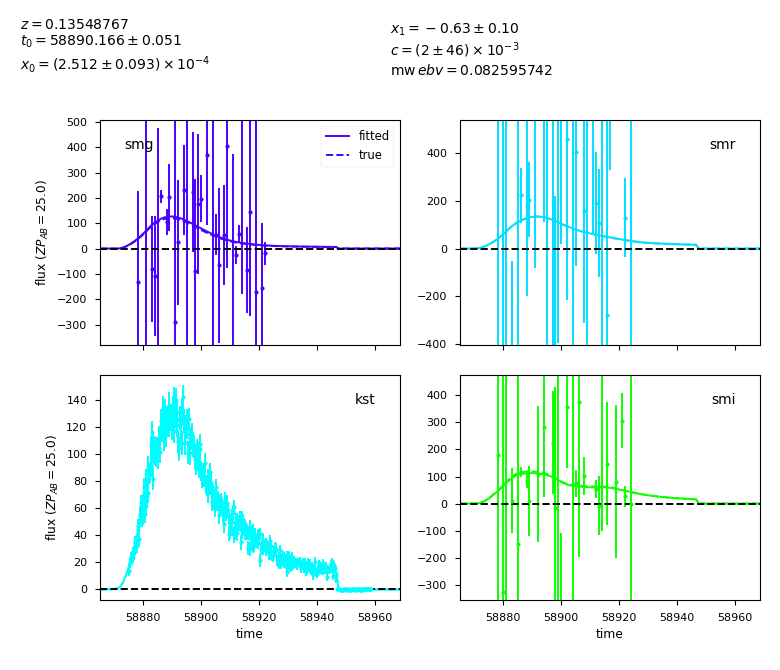 z = 0.13548767
t₀ = 58890.166 ± 0.051
x₀ = (2.512 ± 0.093) × 10⁻⁴
x₁ = −0.63 ± 0.10
c = (2 ± 46) × 10⁻³
mw ebv = 0.082595742
smg
fitted
true
flux (ZP_AB = 25.0)
500
400
300
200
100
0
−100
−200
−300
smr
400
200
0
−200
−400
kst
flux (ZP_AB = 25.0)
140
120
100
80
60
40
20
0
58880 58900 58920 58940 58960
time
smi
400
300
200
100
0
−100
−200
−300
58880 58900 58920 58940 58960
time